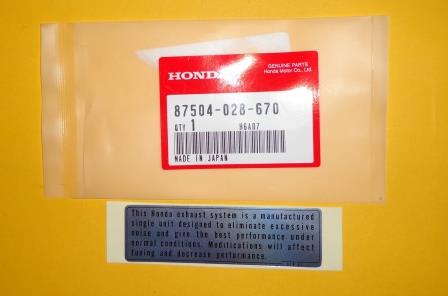 HONDA
GENUINE PARTS
Honda Motor Co., Ltd.
87504-028-670
QTY 1 H6A07
MADE IN JAPAN
This Honda exhaust system is a manufactured
single unit designed to eliminate excessive
noise and give the best performance under
normal conditions. Modifications will affect
tuning and decrease performance.